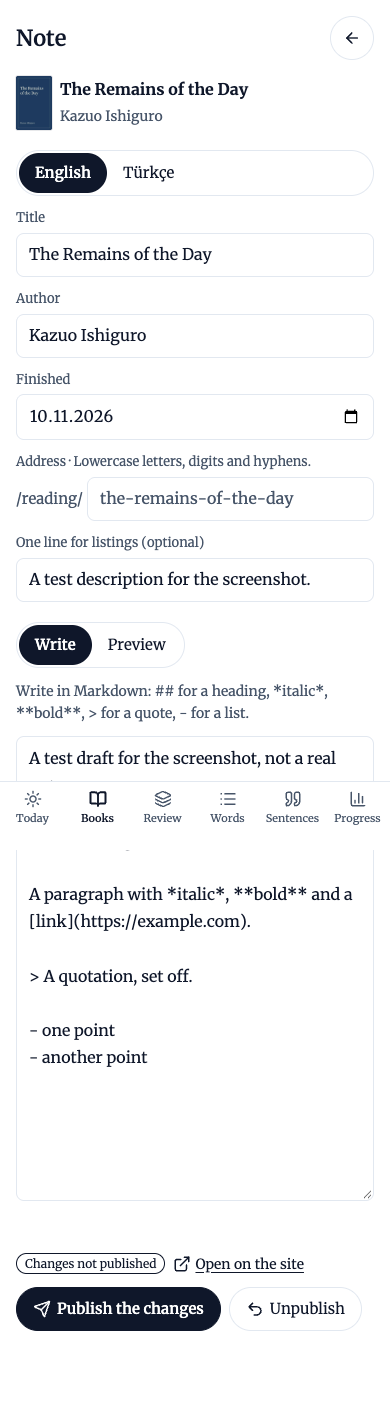 Note
The Remains of the Day
Kazuo Ishiguro
English Türkçe
Title
The Remains of the Day
Author
Kazuo Ishiguro
Finished
10.11.2026
Address · Lowercase letters, digits and hyphens.
/reading/ the-remains-of-the-day
One line for listings (optional)
A test description for the screenshot.
Write Preview
Write in Markdown: ## for a heading, *italic*,
**bold**, > for a quote, - for a list.
A test draft for the screenshot, not a real
Today Books Review Words Sentences Progress
A paragraph with *italic*, **bold** and a
[link](https://example.com).
> A quotation, set off.
- one point
- another point
Changes not published Open on the site
Publish the changes Unpublish